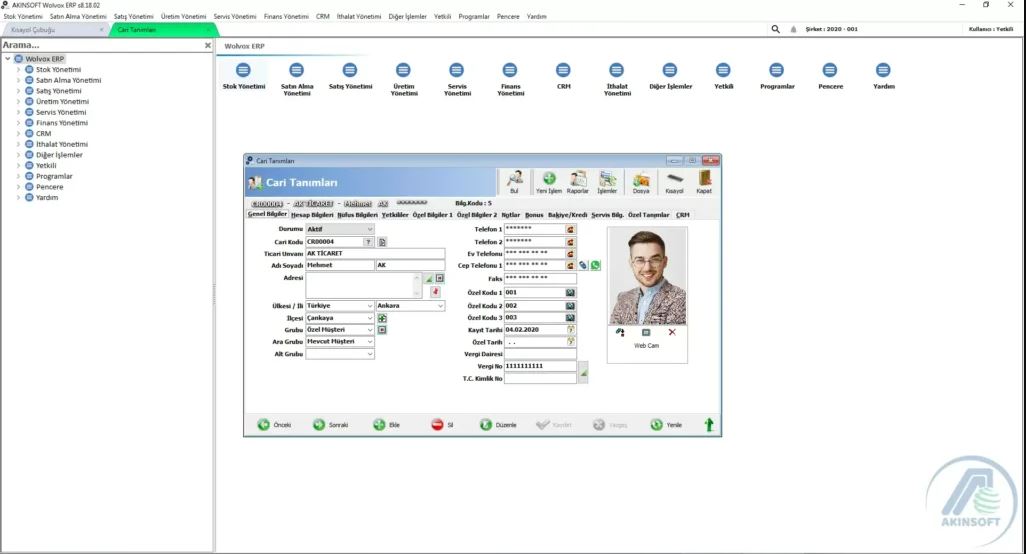 AKINSOFT Wolvox ERP s8.18.02
Stok Yönetimi Satın Alma Yönetimi Satış Yönetimi Üretim Yönetimi Servis Yönetimi Finans Yönetimi CRM İthalat Yönetimi Diğer İşlemler Yetkili Programlar Pencere Yardım
Kısayol Çubuğu Cari Tanımları
Şirket : 2020 - 001 Kullanıcı : Yetkili
Arama...
Wolvox ERP
Stok Yönetimi
Satın Alma Yönetimi
Satış Yönetimi
Üretim Yönetimi
Servis Yönetimi
Finans Yönetimi
CRM
İthalat Yönetimi
Diğer İşlemler
Yetkili
Programlar
Pencere
Yardım
Wolvox ERP
Stok Yönetimi Satın Alma Yönetimi Satış Yönetimi Üretim Yönetimi Servis Yönetimi Finans Yönetimi CRM İthalat Yönetimi Diğer İşlemler Yetkili Programlar Pencere Yardım
Cari Tanımları
Cari Tanımları
Bul Yeni İşlem Raporlar İşlemler Dosya Kısayol Kapat
CR00004 - AK TİCARET - Mehmet AK ******** Bilg.Kodu : 5
Genel Bilgiler Hesap Bilgileri Nüfus Bilgileri Yetkililer Özel Bilgiler 1 Özel Bilgiler 2 Notlar Bonus Bakiye/Kredi Servis Bilg. Özel Tanımlar CRM
Durumu Aktif
Cari Kodu CR00004 ?
Ticari Unvanı AK TİCARET
Adı Soyadı Mehmet AK
Adresi
Ülkesi / İli Türkiye Ankara
İlçesi Çankaya
Grubu Özel Müşteri
Ara Grubu Mevcut Müşteri
Alt Grubu
Telefon 1 *******
Telefon 2 *******
Ev Telefonu *** *** ** **
Cep Telefonu 1 *** *** ** **
Faks *** *** ** **
Özel Kodu 1 001
Özel Kodu 2 002
Özel Kodu 3 003
Kayıt Tarihi 04.02.2020
Özel Tarih . .
Vergi Dairesi
Vergi No 1111111111
T.C. Kimlik No
Web Cam
Önceki Sonraki Ekle Sil Düzenle Kaydet Vazgeç Yenile
AKINSOFT